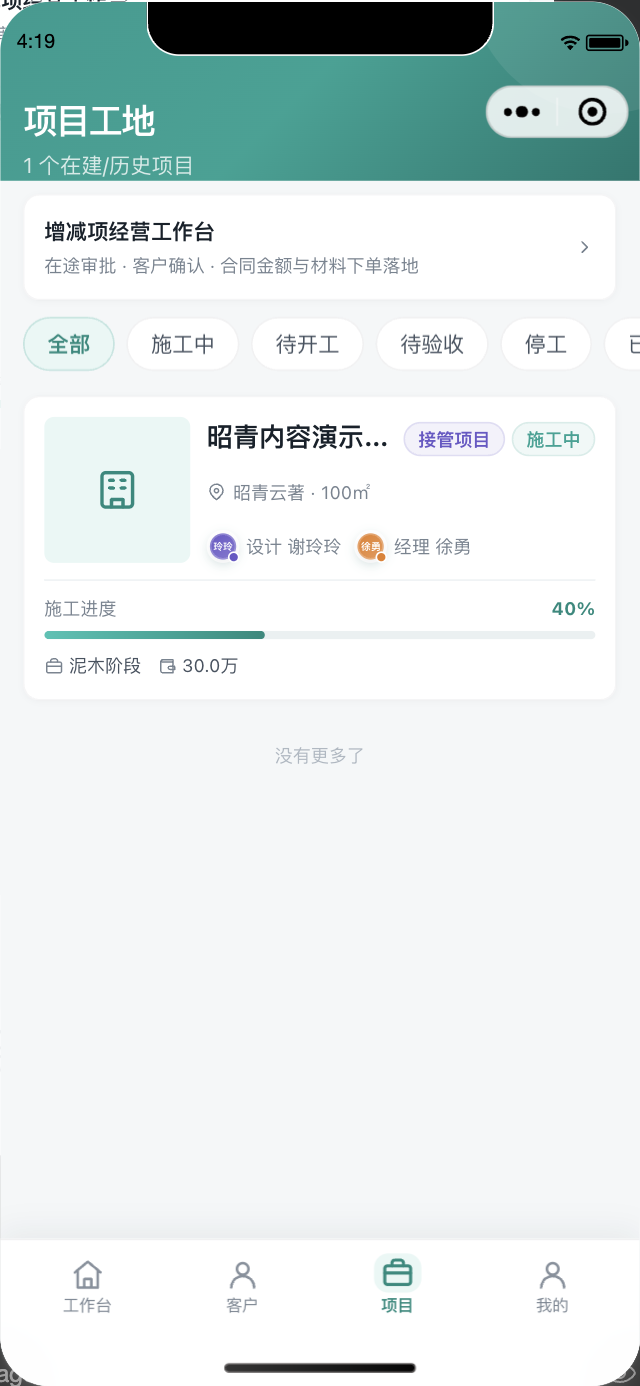 4:19
项目工地
1 个在建/历史项目
增减项经营工作台
在途审批 · 客户确认 · 合同金额与材料下单落地
全部 施工中 待开工 待验收 停工
昭青内容演示... 接管项目 施工中
昭青云著 · 100㎡
玲玲 设计 谢玲玲 徐勇 经理 徐勇
施工进度 40%
泥木阶段 30.0万
没有更多了
工作台 客户 项目 我的